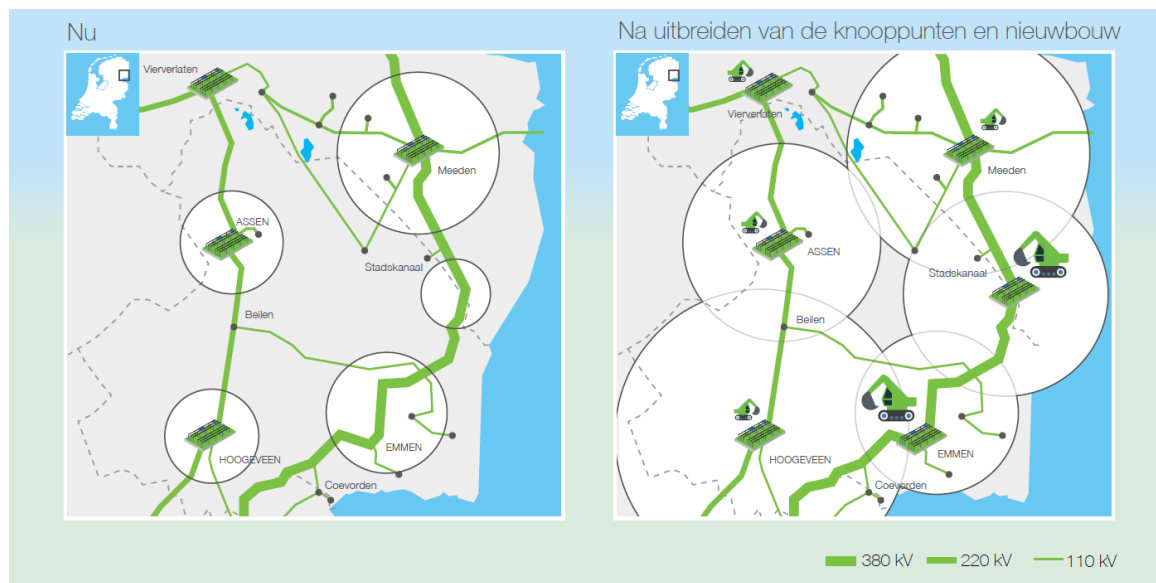 Nu
Vierverlaten
Meeden
ASSEN
Stadskanaal
Beilen
EMMEN
HOOGEVEEN
Coevorden
Na uitbreiden van de knooppunten en nieuwbouw
Vierverlaten
Meeden
ASSEN
Stadskanaal
Beilen
EMMEN
HOOGEVEEN
Coevorden
380 kV 220 kV 110 kV